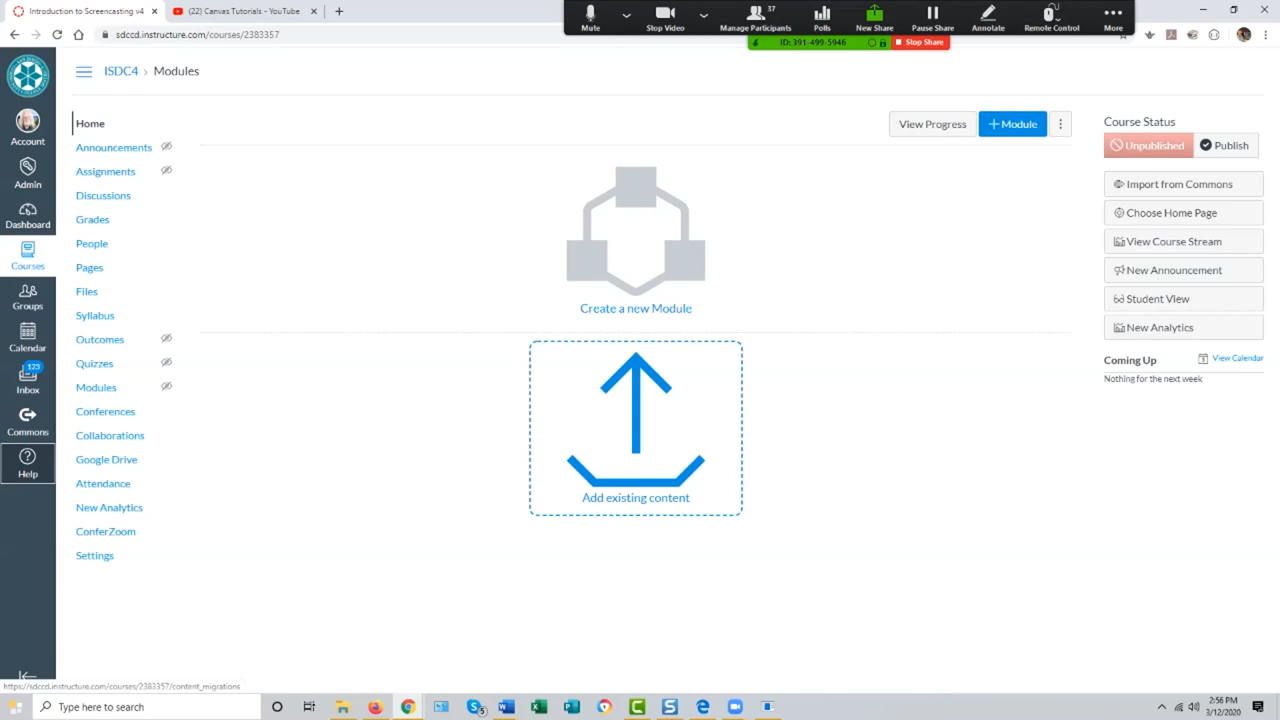 Introduction to Screencasting v4
(22) Canvas Tutorials - YouTube
sdccd.instructure.com/courses/2383357
Mute
Stop Video
37
Manage Participants
Polls
New Share
Pause Share
Annotate
Remote Control
More
ID: 391-499-5946
Stop Share
ISDC4 › Modules
Account
Admin
Dashboard
Courses
Groups
Calendar
123
Inbox
Commons
Help
Home
Announcements
Assignments
Discussions
Grades
People
Pages
Files
Syllabus
Outcomes
Quizzes
Modules
Conferences
Collaborations
Google Drive
Attendance
New Analytics
ConferZoom
Settings
View Progress
+ Module
Create a new Module
Add existing content
Course Status
Unpublished
Publish
Import from Commons
Choose Home Page
View Course Stream
New Announcement
Student View
New Analytics
Coming Up
View Calendar
Nothing for the next week
https://sdccd.instructure.com/courses/2383357/content_migrations
Type here to search
5
2:56 PM
3/12/2020